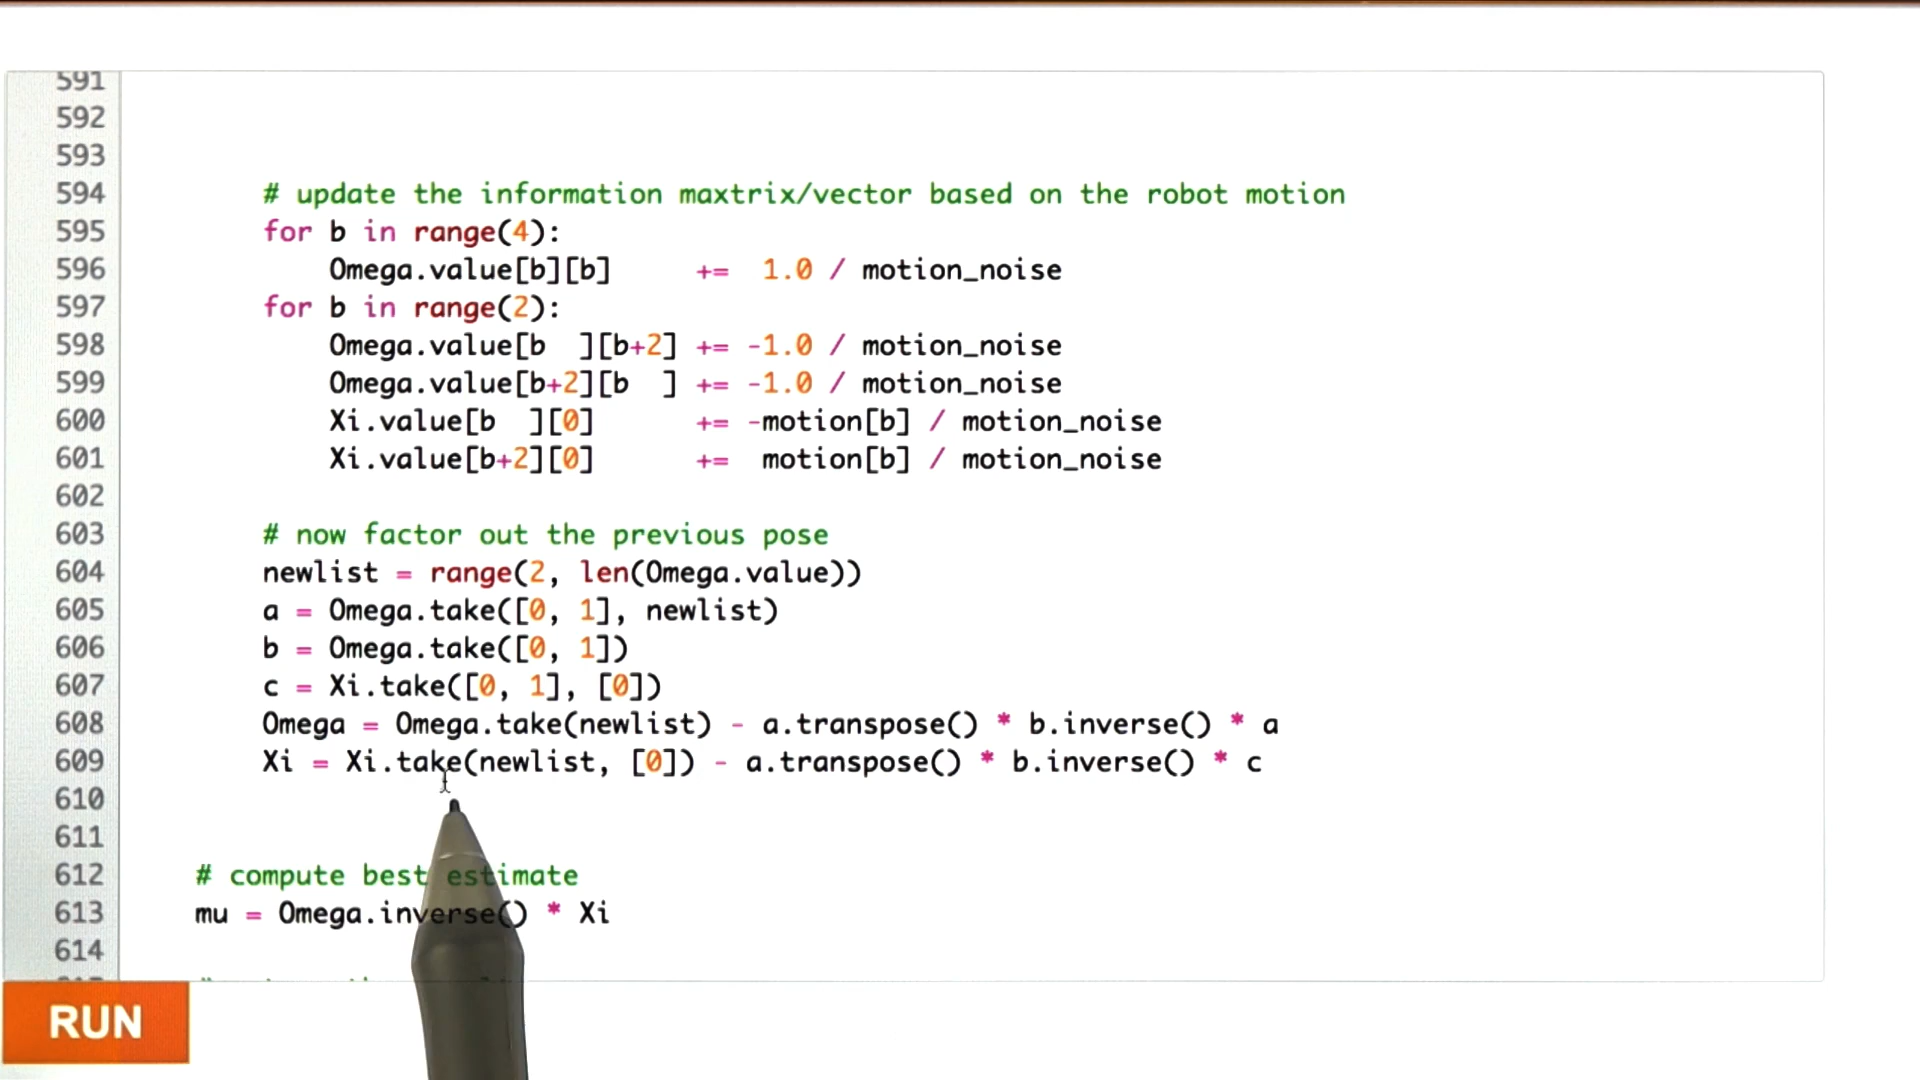 591
592
593
594 # update the information maxtrix/vector based on the robot motion
595 for b in range(4):
596 Omega.value[b][b] += 1.0 / motion_noise
597 for b in range(2):
598 Omega.value[b ][b+2] += -1.0 / motion_noise
599 Omega.value[b+2][b ] += -1.0 / motion_noise
600 Xi.value[b ][0] += -motion[b] / motion_noise
601 Xi.value[b+2][0] += motion[b] / motion_noise
602
603 # now factor out the previous pose
604 newlist = range(2, len(Omega.value))
605 a = Omega.take([0, 1], newlist)
606 b = Omega.take([0, 1])
607 c = Xi.take([0, 1], [0])
608 Omega = Omega.take(newlist) - a.transpose() * b.inverse() * a
609 Xi = Xi.take(newlist, [0]) - a.transpose() * b.inverse() * c
610
611
612 # compute best estimate
613 mu = Omega.inverse() * Xi
614
RUN